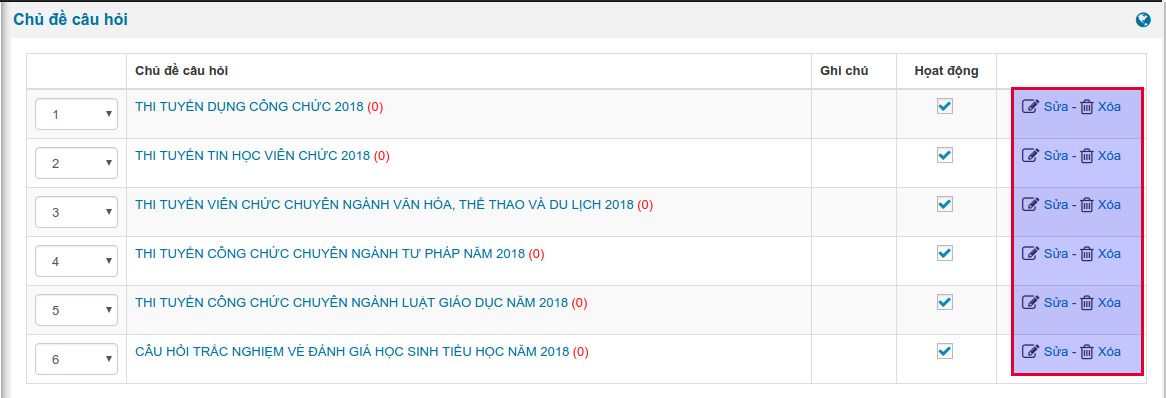 Chủ đề câu hỏi
Chủ đề câu hỏi Ghi chú Họat động
1 THI TUYỂN DỤNG CÔNG CHỨC 2018 (0) Sửa - Xóa
2 THI TUYỂN TIN HỌC VIÊN CHỨC 2018 (0) Sửa - Xóa
3 THI TUYỂN VIÊN CHỨC CHUYÊN NGÀNH VĂN HÓA, THỂ THAO VÀ DU LỊCH 2018 (0) Sửa - Xóa
4 THI TUYỂN CÔNG CHỨC CHUYÊN NGÀNH TƯ PHÁP NĂM 2018 (0) Sửa - Xóa
5 THI TUYỂN CÔNG CHỨC CHUYÊN NGÀNH LUẬT GIÁO DỤC NĂM 2018 (0) Sửa - Xóa
6 CÂU HỎI TRẮC NGHIỆM VỀ ĐÁNH GIÁ HỌC SINH TIỂU HỌC NĂM 2018 (0) Sửa - Xóa